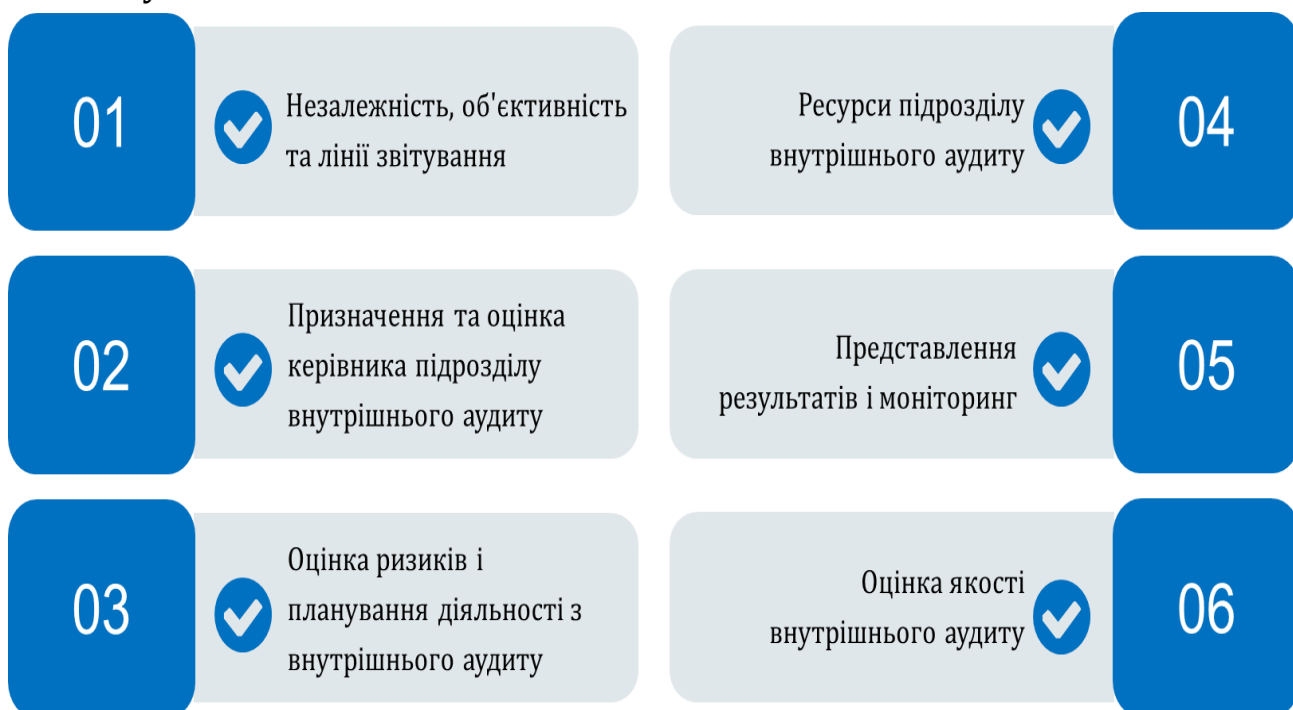 01
Незалежність, об'єктивність
та лінії звітування
02
Призначення та оцінка
керівника підрозділу
внутрішнього аудиту
03
Оцінка ризиків і
планування діяльності з
внутрішнього аудиту
Ресурси підрозділу
внутрішнього аудиту
04
Представлення
результатів і моніторинг
05
Оцінка якості
внутрішнього аудиту
06